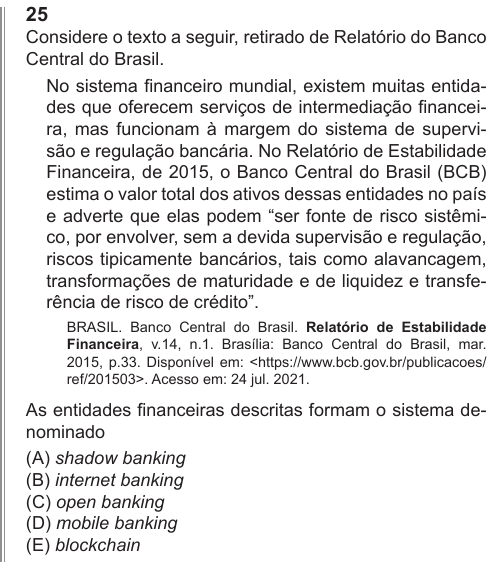 25
Considere o texto a seguir, retirado de Relatório do Banco
Central do Brasil.
No sistema financeiro mundial, existem muitas entida-
des que oferecem serviços de intermediação financei-
ra, mas funcionam à margem do sistema de supervi-
são e regulação bancária. No Relatório de Estabilidade
Financeira, de 2015, o Banco Central do Brasil (BCB)
estima o valor total dos ativos dessas entidades no país
e adverte que elas podem “ser fonte de risco sistêmi-
co, por envolver, sem a devida supervisão e regulação,
riscos tipicamente bancários, tais como alavancagem,
transformações de maturidade e de liquidez e transfe-
rência de risco de crédito”.
BRASIL. Banco Central do Brasil. Relatório de Estabilidade
Financeira, v.14, n.1. Brasília: Banco Central do Brasil, mar.
2015, p.33. Disponível em: <https://www.bcb.gov.br/publicacoes/
ref/201503>. Acesso em: 24 jul. 2021.
As entidades financeiras descritas formam o sistema de-
nominado
(A) shadow banking
(B) internet banking
(C) open banking
(D) mobile banking
(E) blockchain